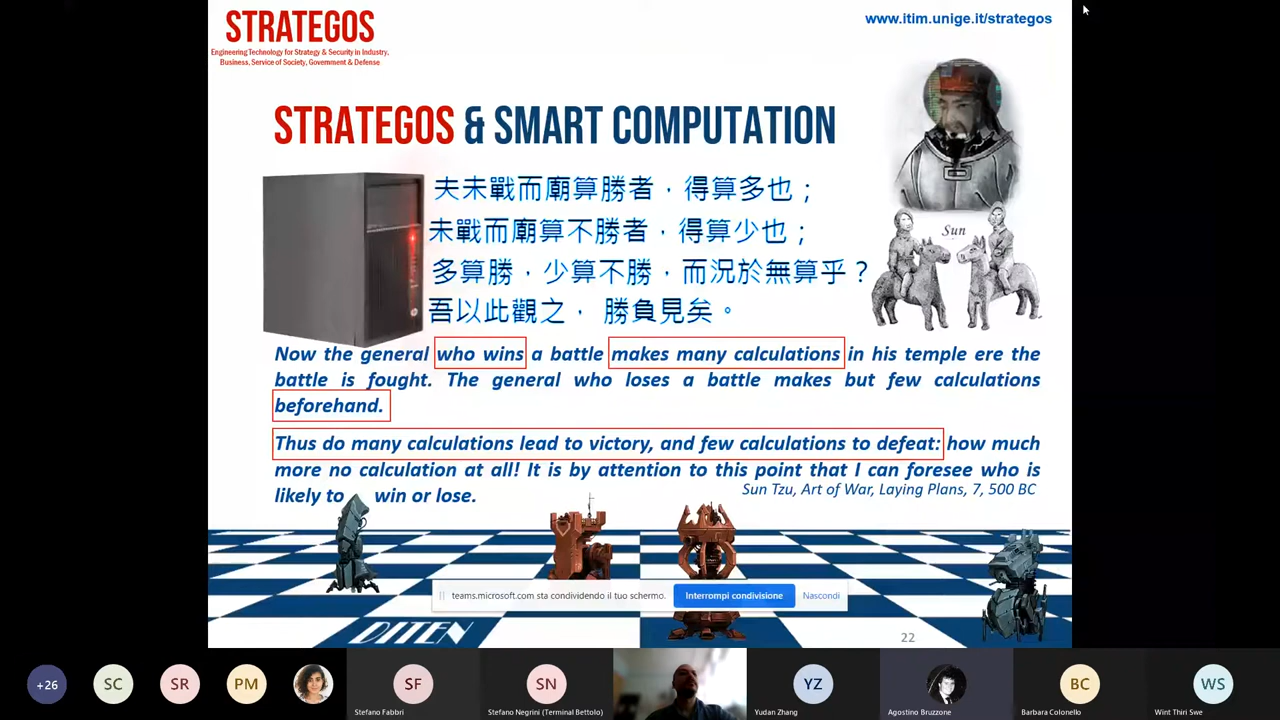 STRATEGOS
Engineering Technology for Strategy & Security in Industry,
Business, Service of Society, Government & Defense
www.itim.unige.it/strategos
STRATEGOS & SMART COMPUTATION
夫未戰而廟算勝者，得算多也；
未戰而廟算不勝者，得算少也；
多算勝，少算不勝，而況於無算乎？
吾以此觀之， 勝負見矣。
Sun
Now the general who wins a battle makes many calculations in his temple ere the
battle is fought. The general who loses a battle makes but few calculations
beforehand.
Thus do many calculations lead to victory, and few calculations to defeat: how much
more no calculation at all! It is by attention to this point that I can foresee who is
likely to win or lose.
Sun Tzu, Art of War, Laying Plans, 7, 500 BC
teams.microsoft.com sta condividendo il tuo schermo.
Interrompi condivisione
Nascondi
DITEN
22
+26
SC
SR
PM
SF
SN
YZ
BC
WS
Stefano Fabbri
Stefano Negrini (Terminal Bettolo)
Yudan Zhang
Agostino Bruzzone
Barbara Colonello
Wint Thiri Swe